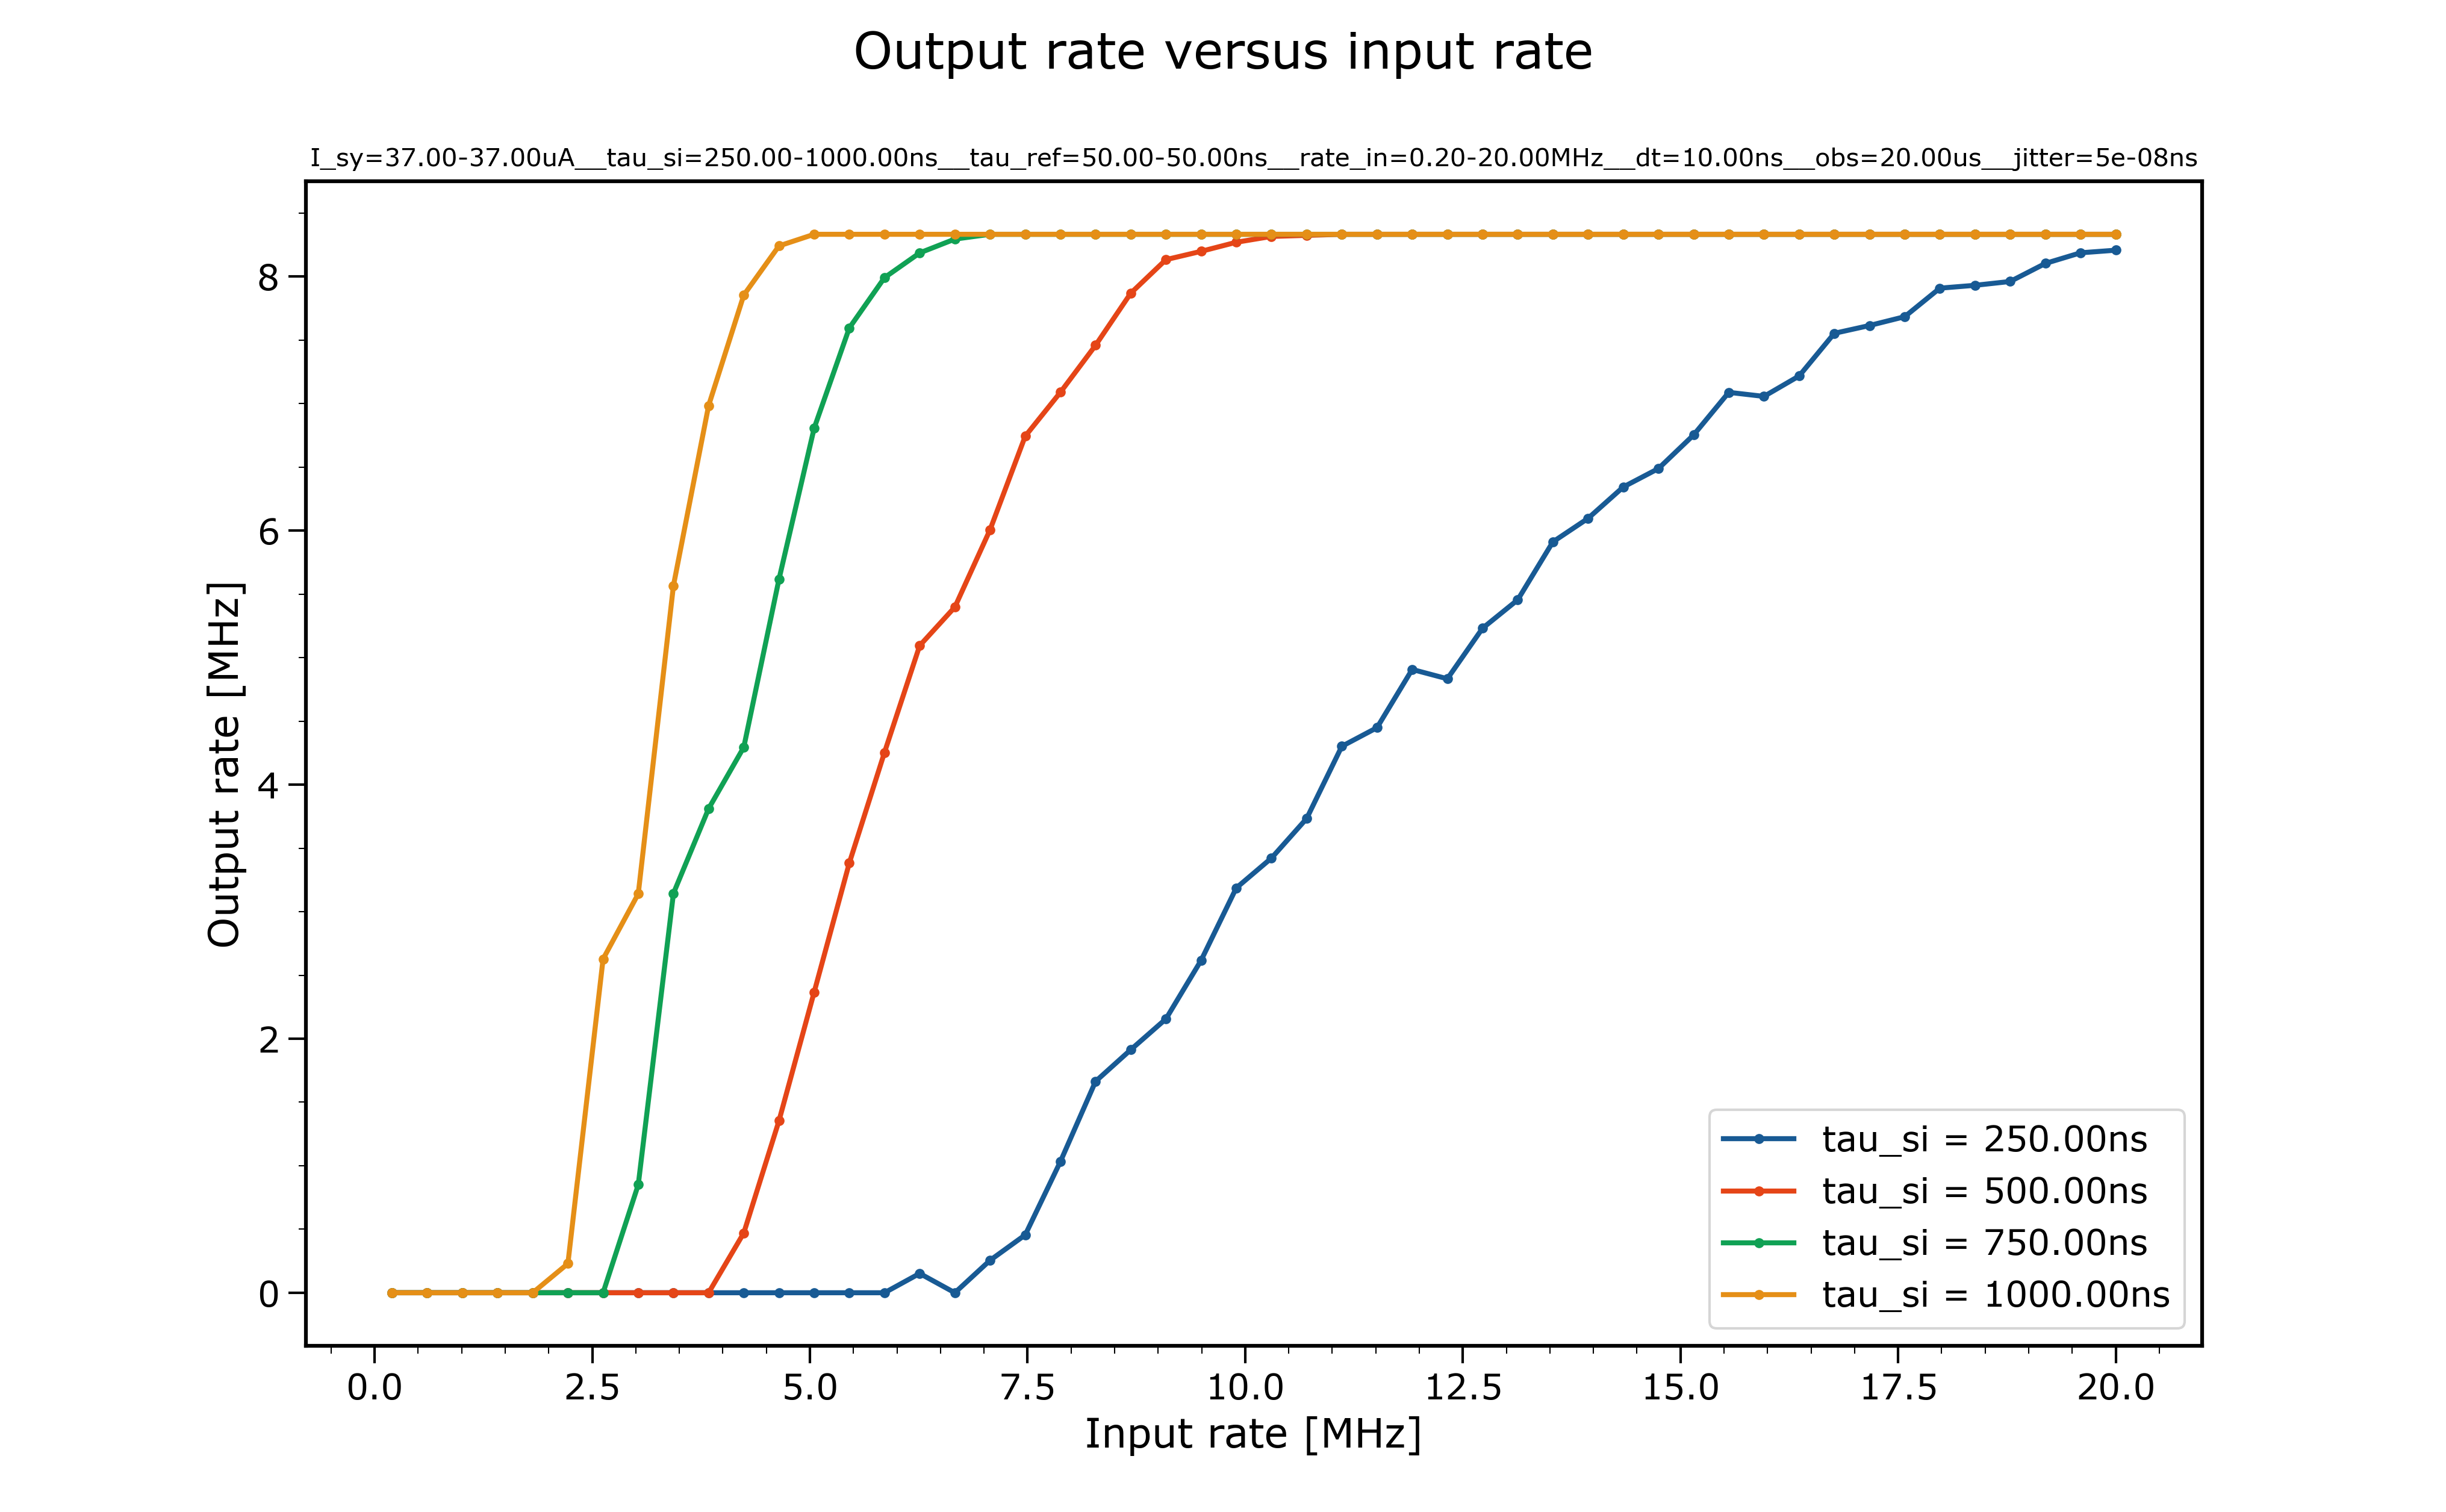 Output rate versus input rate
I_sy=37.00-37.00uA__tau_si=250.00-1000.00ns__tau_ref=50.00-50.00ns__rate_in=0.20-20.00MHz__dt=10.00ns__obs=20.00us__jitter=5e-08ns
Output rate [MHz]
8
6
4
2
0
tau_si = 250.00ns
tau_si = 500.00ns
tau_si = 750.00ns
tau_si = 1000.00ns
0.0 2.5 5.0 7.5 10.0 12.5 15.0 17.5 20.0
Input rate [MHz]